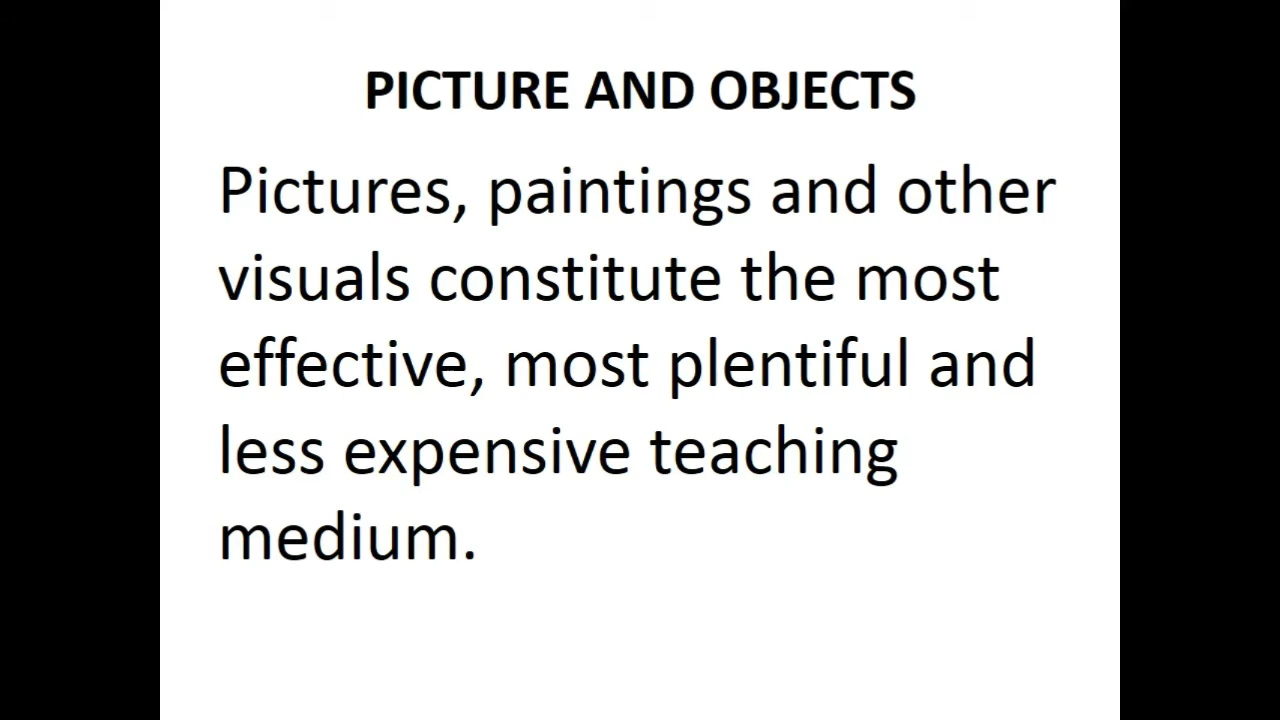 PICTURE AND OBJECTS
Pictures, paintings and other
visuals constitute the most
effective, most plentiful and
less expensive teaching
medium.